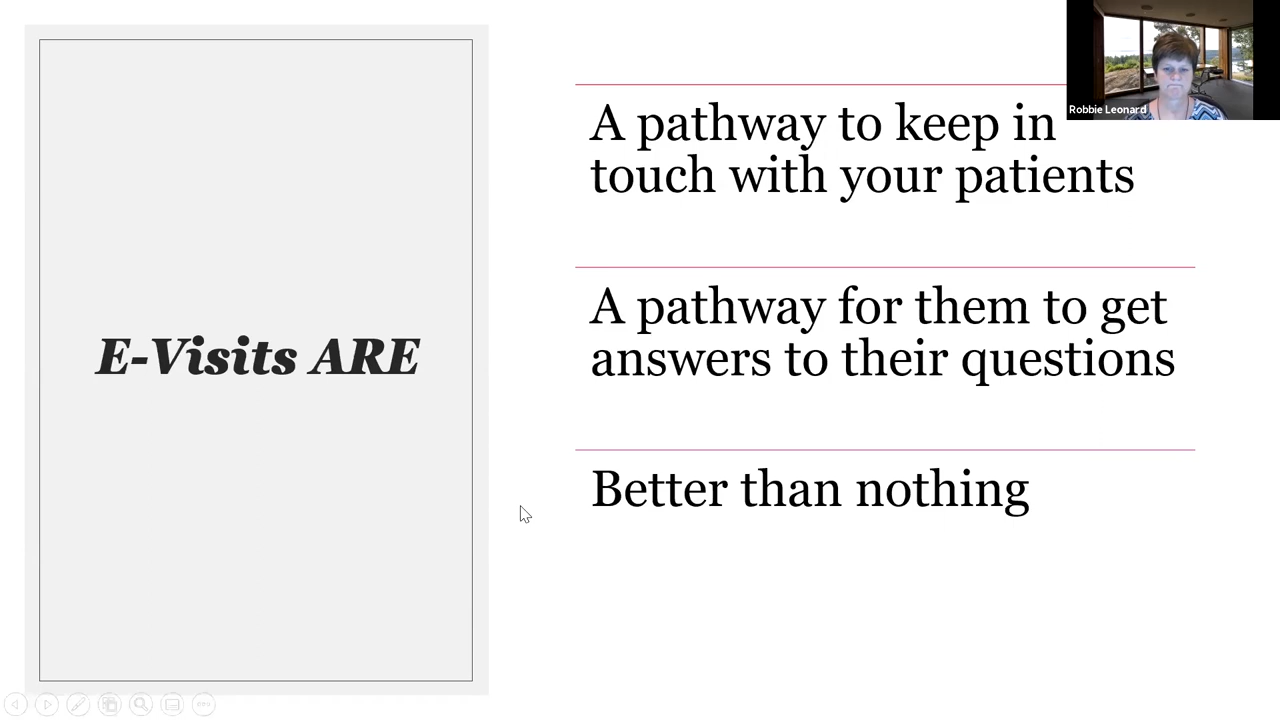 Robbie Leonard
E-Visits ARE
A pathway to keep in
touch with your patients
A pathway for them to get
answers to their questions
Better than nothing